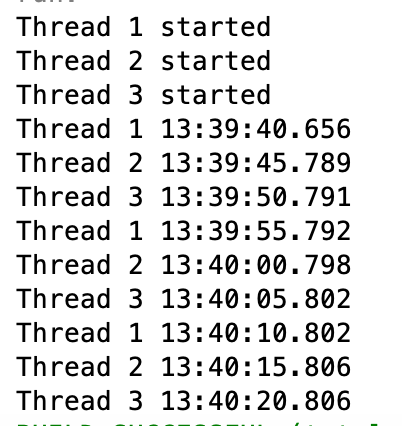 Thread 1 started
Thread 2 started
Thread 3 started
Thread 1 13:39:40.656
Thread 2 13:39:45.789
Thread 3 13:39:50.791
Thread 1 13:39:55.792
Thread 2 13:40:00.798
Thread 3 13:40:05.802
Thread 1 13:40:10.802
Thread 2 13:40:15.806
Thread 3 13:40:20.806